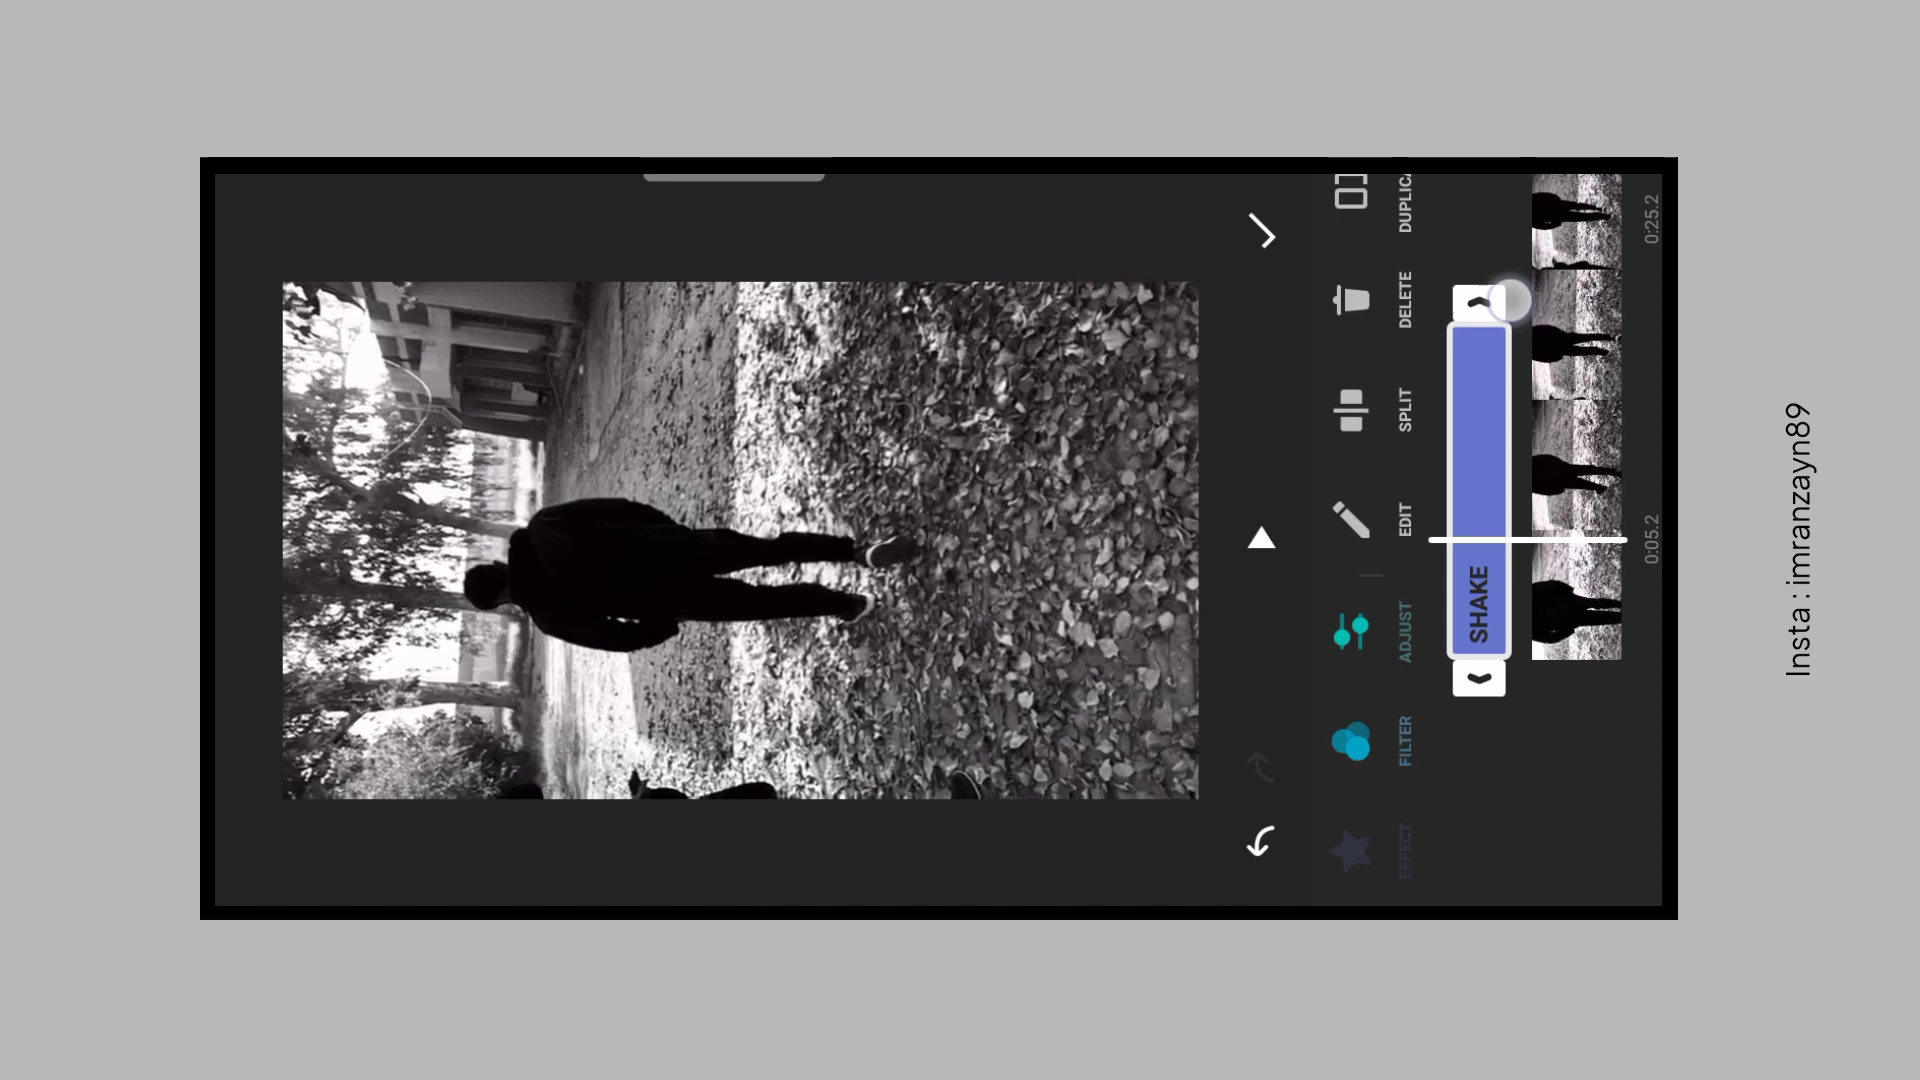 EFFECT
FILTER
ADJUST
EDIT
SPLIT
DELETE
DUPLICA
SHAKE
0:05.2
0:25.2
Insta : imranzayn89